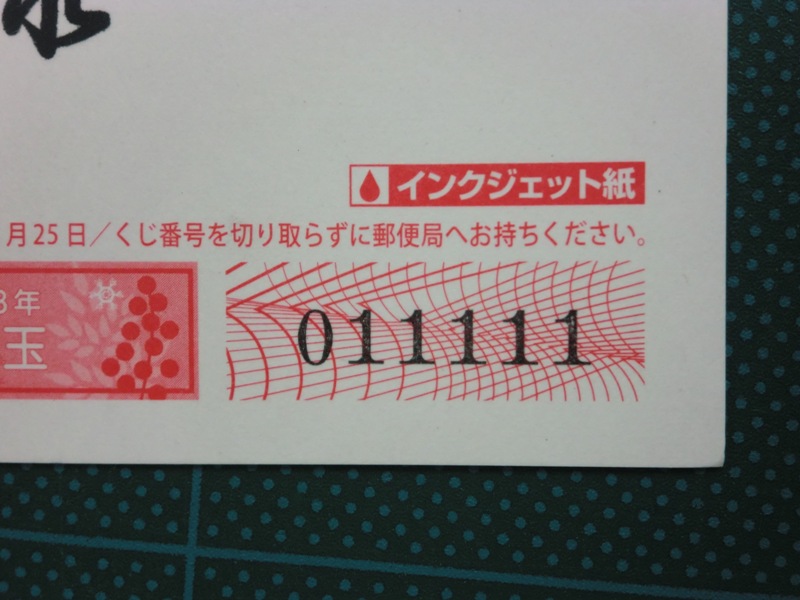 インクジェット紙
月25日／くじ番号を切り取らずに郵便局へお持ちください。
3年
玉
011111